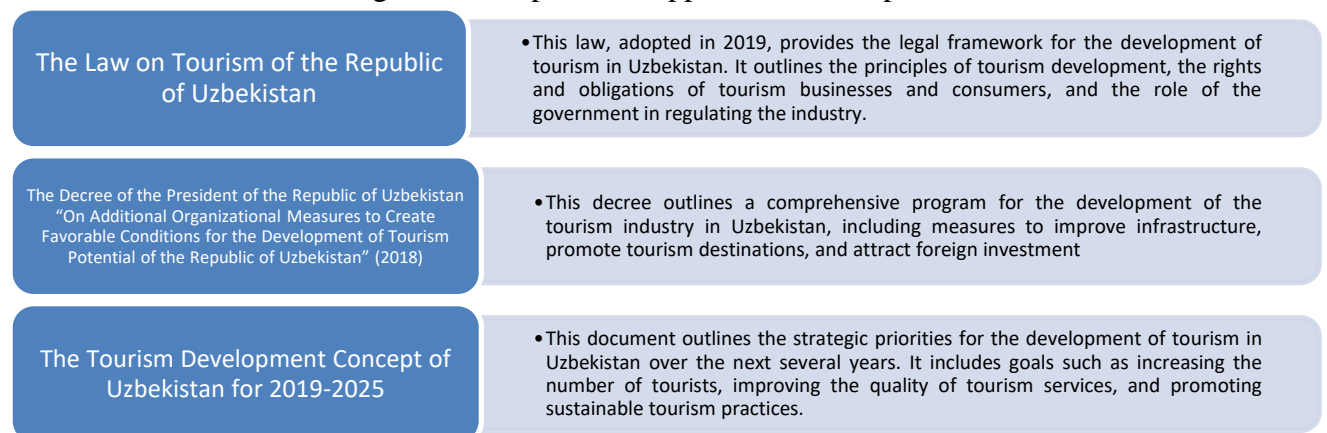 The Law on Tourism of the Republic
of Uzbekistan
•This law, adopted in 2019, provides the legal framework for the development of
tourism in Uzbekistan. It outlines the principles of tourism development, the rights
and obligations of tourism businesses and consumers, and the role of the
government in regulating the industry.
The Decree of the President of the Republic of Uzbekistan
“On Additional Organizational Measures to Create
Favorable Conditions for the Development of Tourism
Potential of the Republic of Uzbekistan” (2018)
•This decree outlines a comprehensive program for the development of the
tourism industry in Uzbekistan, including measures to improve infrastructure,
promote tourism destinations, and attract foreign investment
The Tourism Development Concept of
Uzbekistan for 2019-2025
•This document outlines the strategic priorities for the development of tourism in
Uzbekistan over the next several years. It includes goals such as increasing the
number of tourists, improving the quality of tourism services, and promoting
sustainable tourism practices.